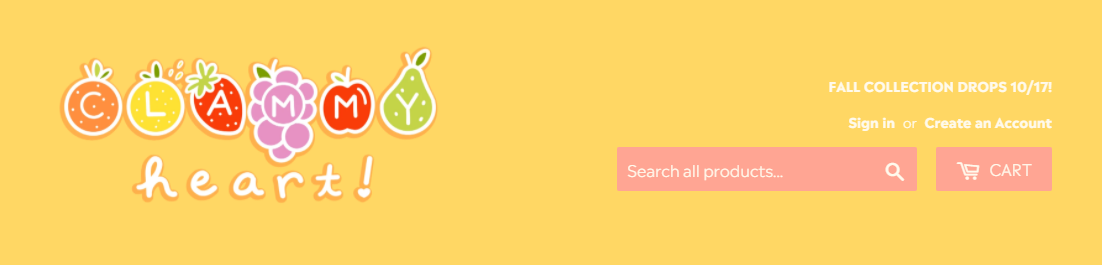 CLAMMY
heart!
FALL COLLECTION DROPS 10/17!
Sign in or Create an Account
Search all products...
CART